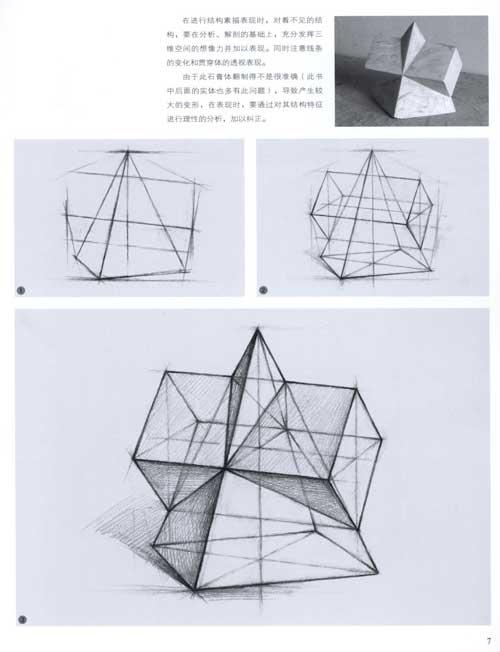 在进行结构素描表现时，对看不见的结
构，要在分析、解剖的基础上，充分发挥三
维空间的想像力并加以表现。同时注意线条
的变化和贯穿体的透视表现。
由于此石膏体翻制得不是很准确（此书
中后面的实体也多有此问题），导致产生较
大的变形，在表现时，要通过对其结构特征
进行理性的分析，加以纠正。
1
2
3
7